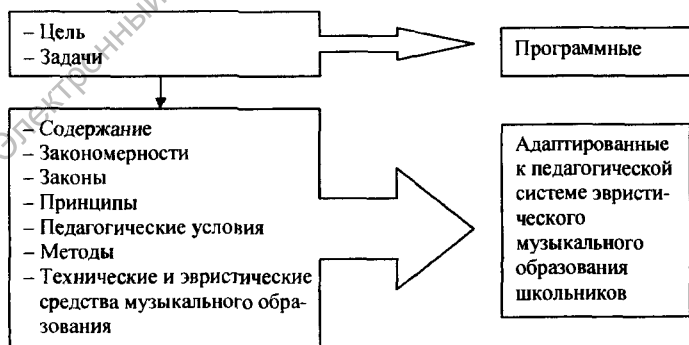 – Цель
– Задачи
Программные
– Содержание
– Закономерности
– Законы
– Принципы
– Педагогические условия
– Методы
– Технические и эвристические
средства музыкального обра-
зования
Адаптированные
к педагогической
системе эвристи-
ческого
музыкального
образования
школьников
Электронный